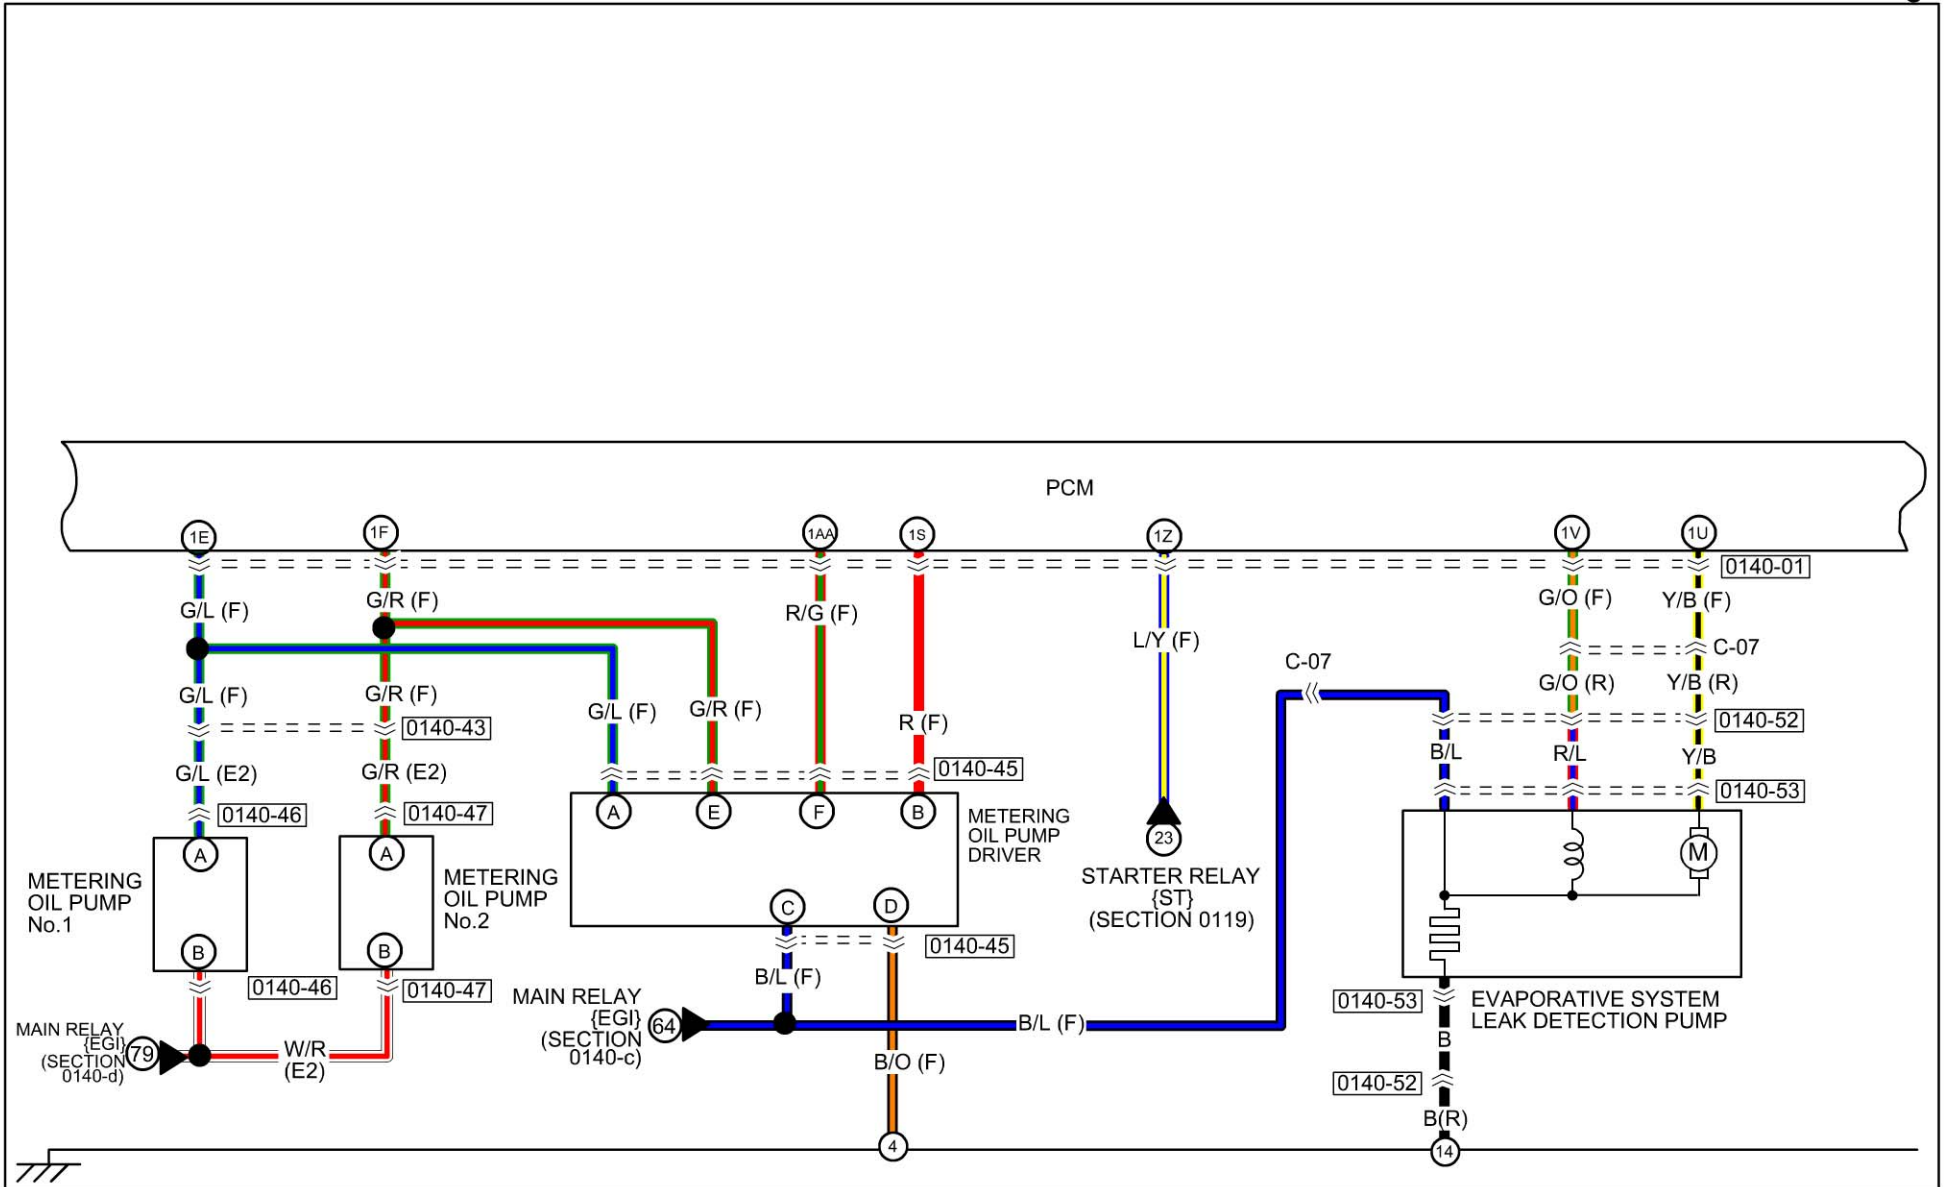 PCM
1E
1F
1AA
1S
1Z
1V
1U
0140-01
G/L (F)
G/R (F)
R/G (F)
L/Y (F)
G/O (F)
Y/B (F)
C-07
C-07
G/L (F)
G/R (F)
G/L (F)
G/R (F)
R (F)
G/O (R)
Y/B (R)
0140-43
0140-52
G/L (E2)
G/R (E2)
0140-45
B/L
R/L
Y/B
0140-46
0140-47
0140-53
A
A
A
E
F
B
METERING
OIL PUMP
DRIVER
23
M
METERING
OIL PUMP
No.1
METERING
OIL PUMP
No.2
STARTER RELAY
{ST}
(SECTION 0119)
C
D
B
B
0140-45
0140-46
0140-47
B/L (F)
MAIN RELAY
{EGI}
(SECTION
0140-c)
64
B/L (F)
0140-53
EVAPORATIVE SYSTEM
LEAK DETECTION PUMP
MAIN RELAY
{EGI}
(SECTION
0140-d)
79
W/R
(E2)
B/O (F)
B
0140-52
B(R)
4
14